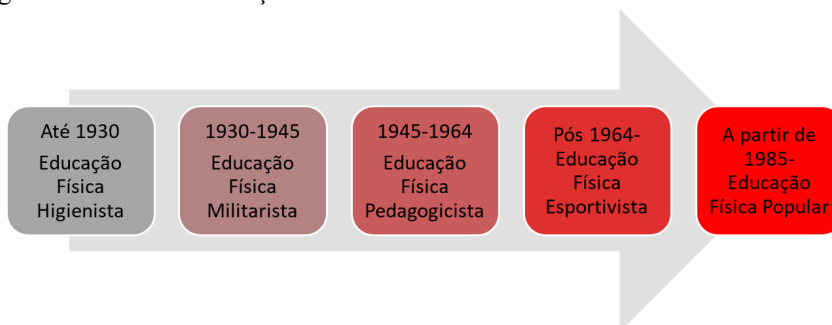 Até 1930
Educação
Física
Higienista
1930-1945
Educação
Física
Militarista
1945-1964
Educação
Física
Pedagogicista
Pós 1964-
Educação
Física
Esportivista
A partir de
1985-
Educação
Física Popular